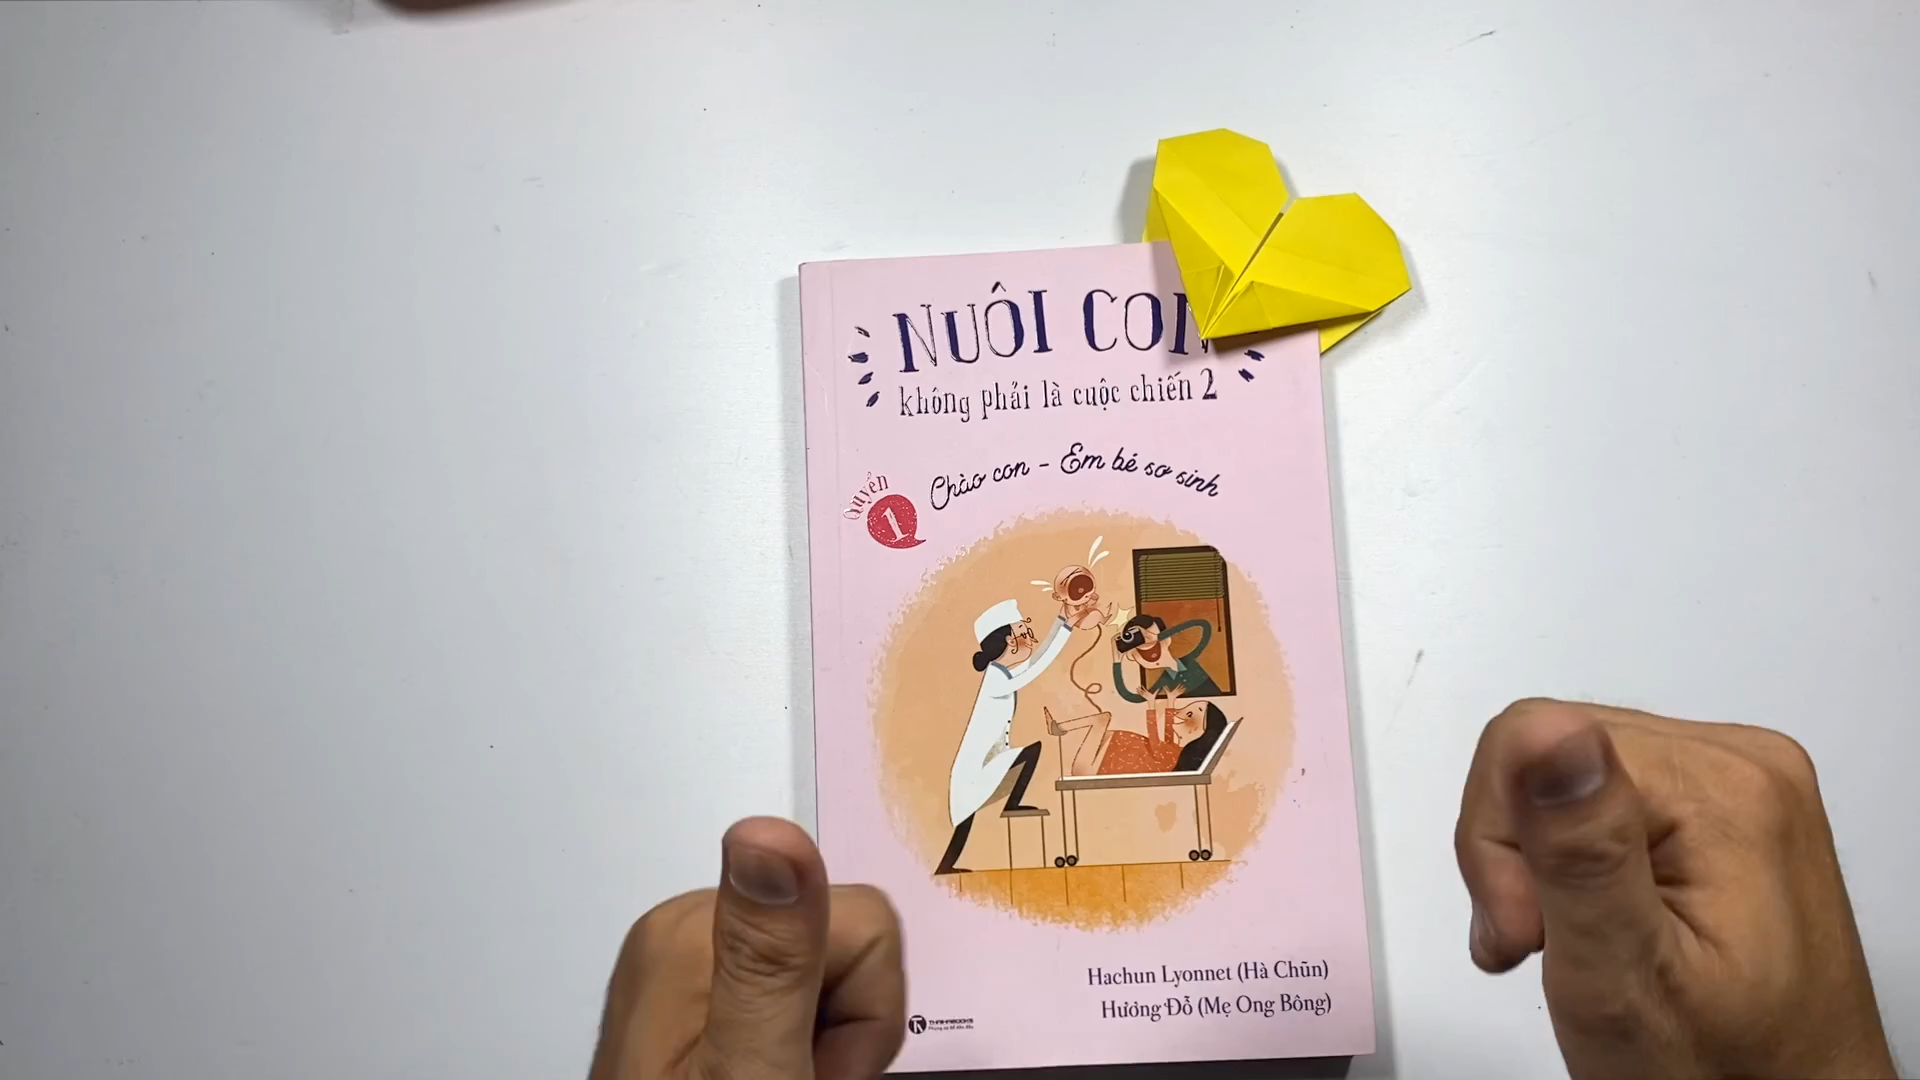 NUÔI CON
không phải là cuộc chiến 2
Quyển
1
Chào con - Em bé sơ sinh
Hachun Lyonnet (Hà Chũn)
Hương Đỗ (Mẹ Ong Bông)
THAIHABOOKS